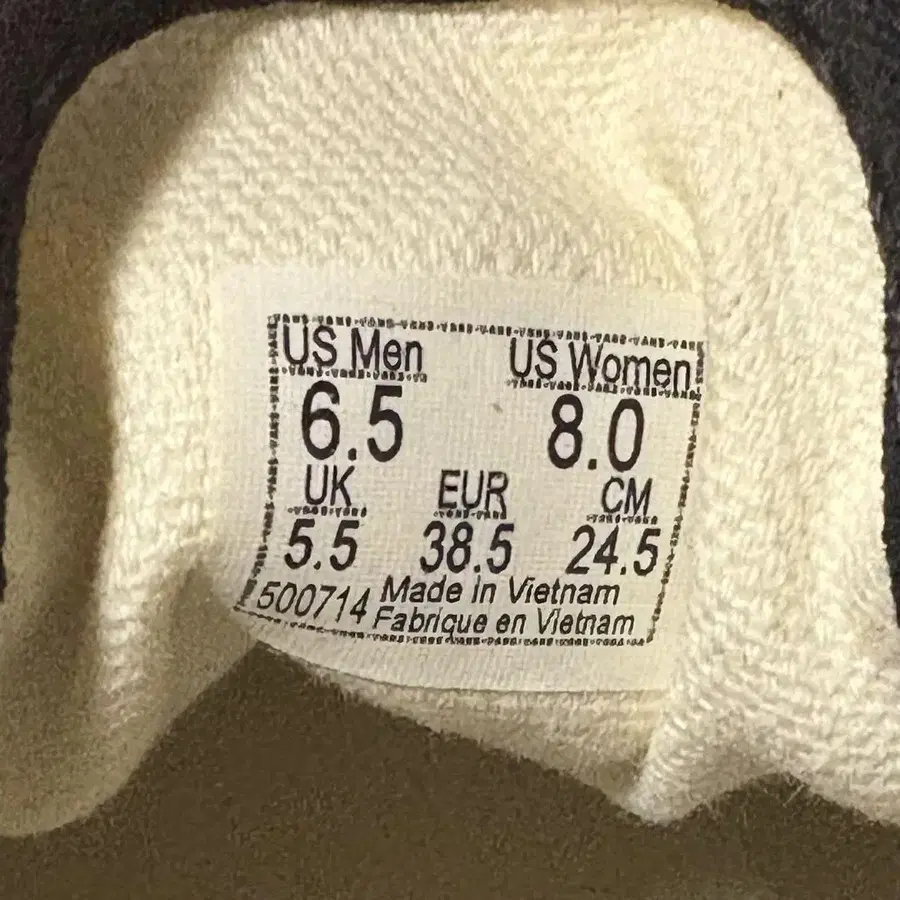 US Men US Women
6.5 8.0
UK EUR CM
5.5 38.5 24.5
500714 Made in Vietnam
Fabrique en Vietnam